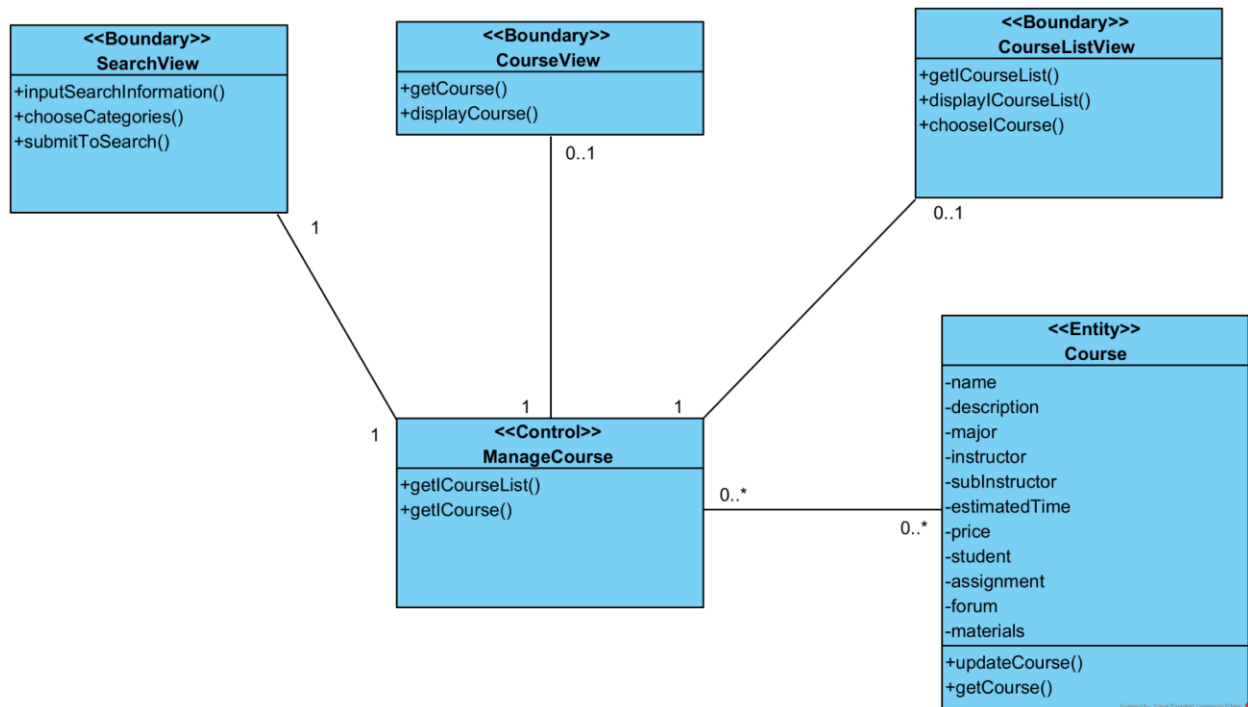 <<Boundary>>
SearchView
+inputSearchInformation()
+chooseCategories()
+submitToSearch()
<<Boundary>>
CourseView
+getCourse()
+displayCourse()
<<Boundary>>
CourseListView
+getICourseList()
+displayICourseList()
+chooseICourse()
1
0..1
0..1
1
1
1
<<Control>>
ManageCourse
+getICourseList()
+getICourse()
0..*
0..*
<<Entity>>
Course
-name
-description
-major
-instructor
-subInstructor
-estimatedTime
-price
-student
-assignment
-forum
-materials
+updateCourse()
+getCourse()